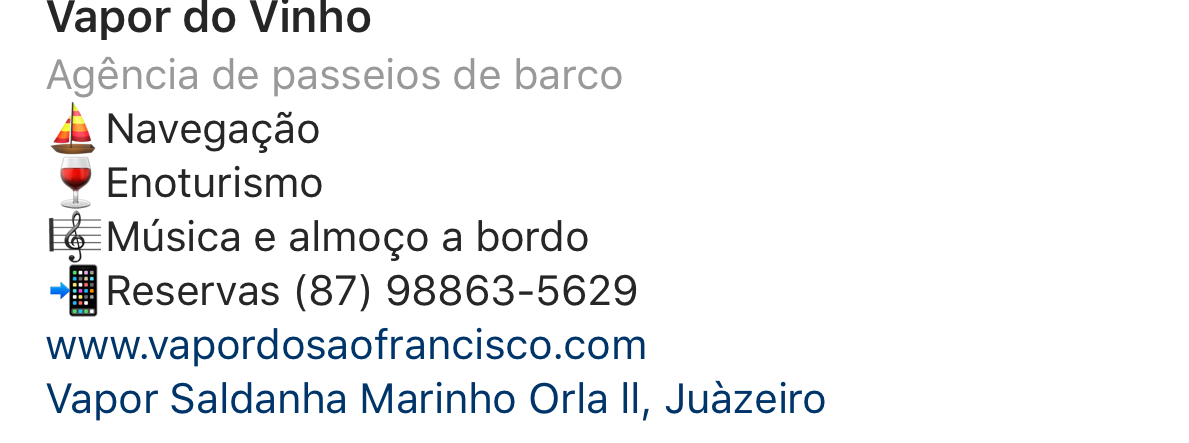 Vapor do Vinho
Agência de passeios de barco
⛵Navegação
🍷Enoturismo
🎼Música e almoço a bordo
📲Reservas (87) 98863-5629
www.vapordosaofrancisco.com
Vapor Saldanha Marinho Orla ll, Juàzeiro